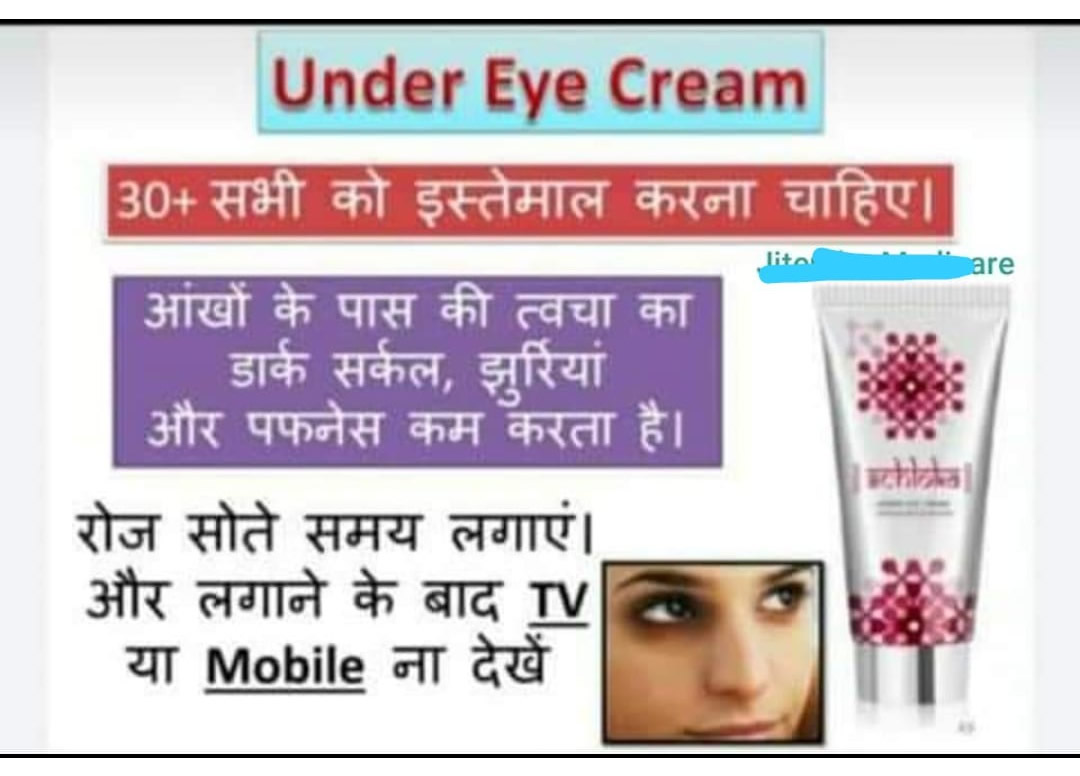 Under Eye Cream
30+ सभी को इस्तेमाल करना चाहिए।
आंखों के पास की त्वचा का
डार्क सर्कल, झुर्रियां
और पफनेस कम करता है।
schloka
रोज सोते समय लगाएं।
और लगाने के बाद TV
या Mobile ना देखें